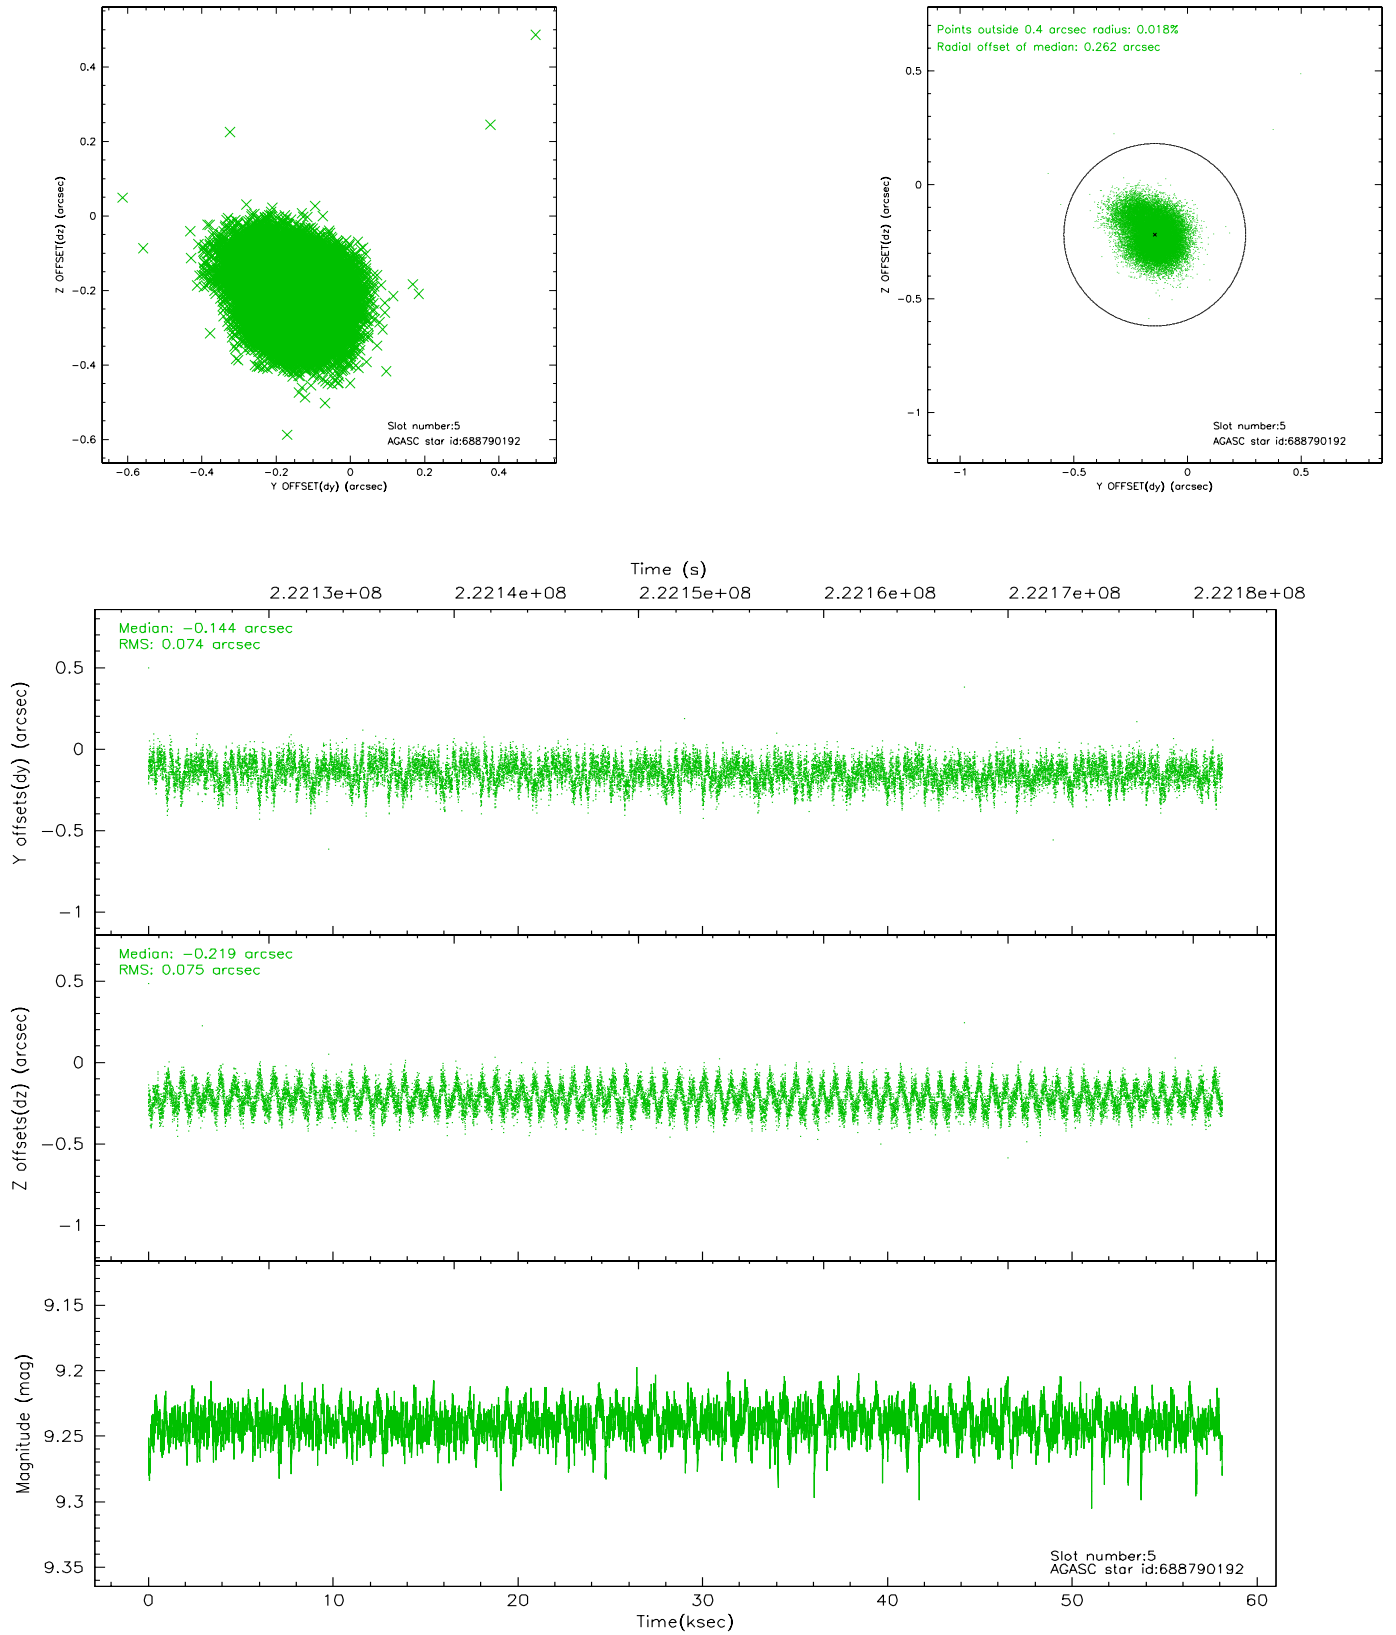 0.4
0.2
0
−0.2
−0.4
−0.6
Z OFFSET(dz) (arcsec)
Slot number:5
AGASC star id:688790192
−0.6 −0.4 −0.2 0 0.2 0.4
Y OFFSET(dy) (arcsec)
Points outside 0.4 arcsec radius: 0.018%
Radial offset of median: 0.262 arcsec
0.5
0
−0.5
−1
Z OFFSET(dz) (arcsec)
Slot number:5
AGASC star id:688790192
−1 −0.5 0 0.5
Y OFFSET(dy) (arcsec)
Time (s)
2.2213e+08 2.2214e+08 2.2215e+08 2.2216e+08 2.2217e+08 2.2218e+08
Median: −0.144 arcsec
RMS: 0.074 arcsec
0.5
0
−0.5
−1
Y offsets(dy) (arcsec)
Median: −0.219 arcsec
RMS: 0.075 arcsec
0.5
0
−0.5
−1
Z offsets(dz) (arcsec)
9.15
9.2
9.25
9.3
9.35
Magnitude (mag)
Slot number:5
AGASC star id:688790192
0 10 20 30 40 50 60
Time(ksec)